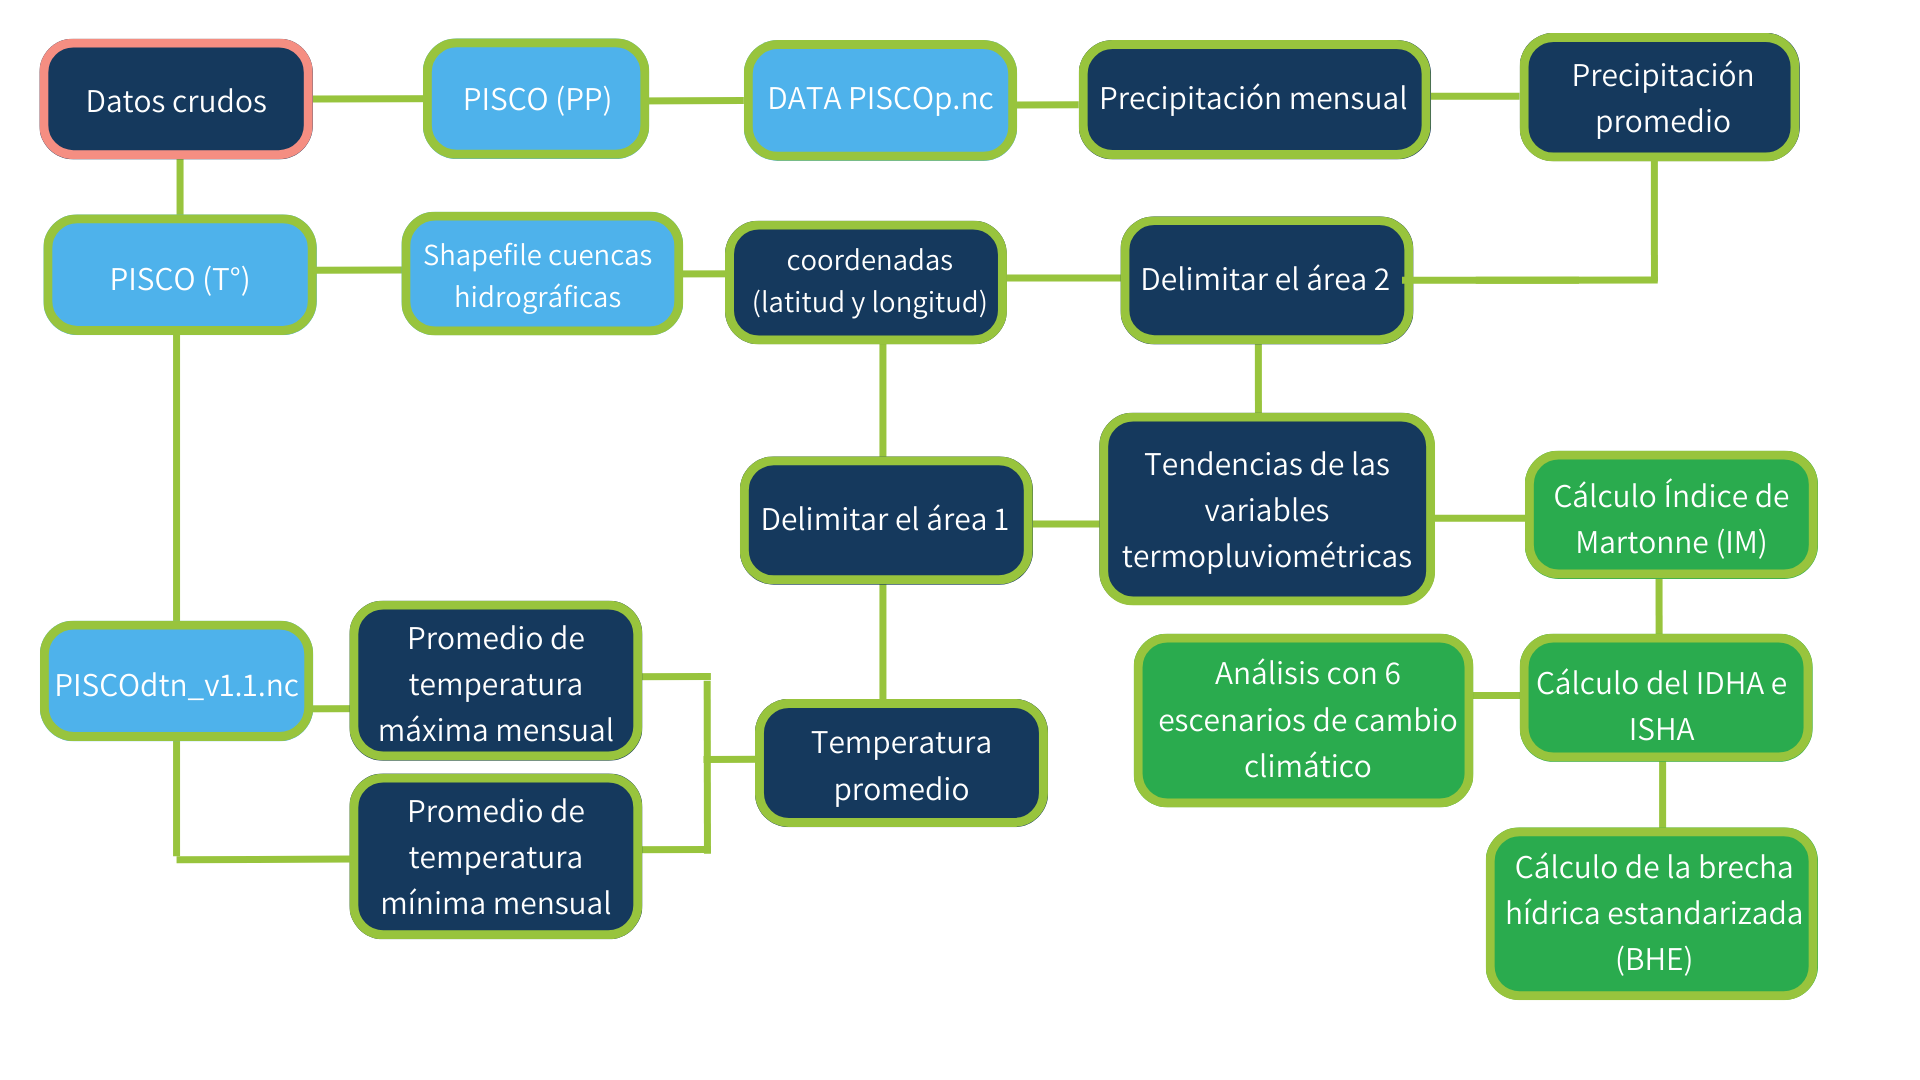 Datos crudos
PISCO (PP)
DATA PISCOp.nc
Precipitación mensual
Precipitación
promedio
PISCO (T°)
Shapefile cuencas
hidrográficas
coordenadas
(latitud y longitud)
Delimitar el área 2
Delimitar el área 1
Tendencias de las
variables
termopluviométricas
Cálculo Índice de
Martonne (IM)
PISCOdtn_v1.1.nc
Promedio de
temperatura
máxima mensual
Promedio de
temperatura
mínima mensual
Temperatura
promedio
Análisis con 6
escenarios de cambio
climático
Cálculo del IDHA e
ISHA
Cálculo de la brecha
hídrica estandarizada
(BHE)